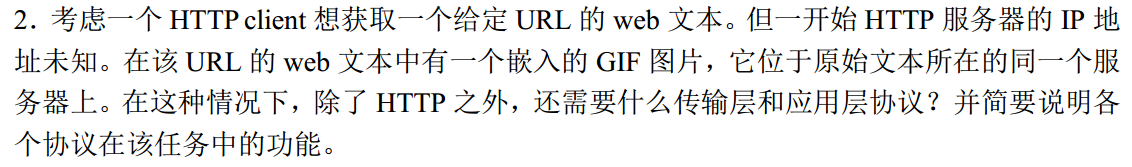 2．考虑一个 HTTP client 想获取一个给定 URL 的 web 文本。但一开始 HTTP 服务器的 IP 地
址未知。在该 URL 的 web 文本中有一个嵌入的 GIF 图片，它位于原始文本所在的同一个服
务器上。在这种情况下，除了 HTTP 之外，还需要什么传输层和应用层协议？并简要说明各
个协议在该任务中的功能。